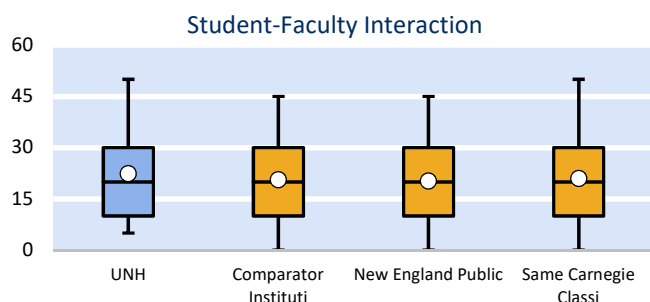 Student-Faculty Interaction
60
45
30
15
0
UNH
Comparator
Instituti
New England Public
Same Carnegie
Classi